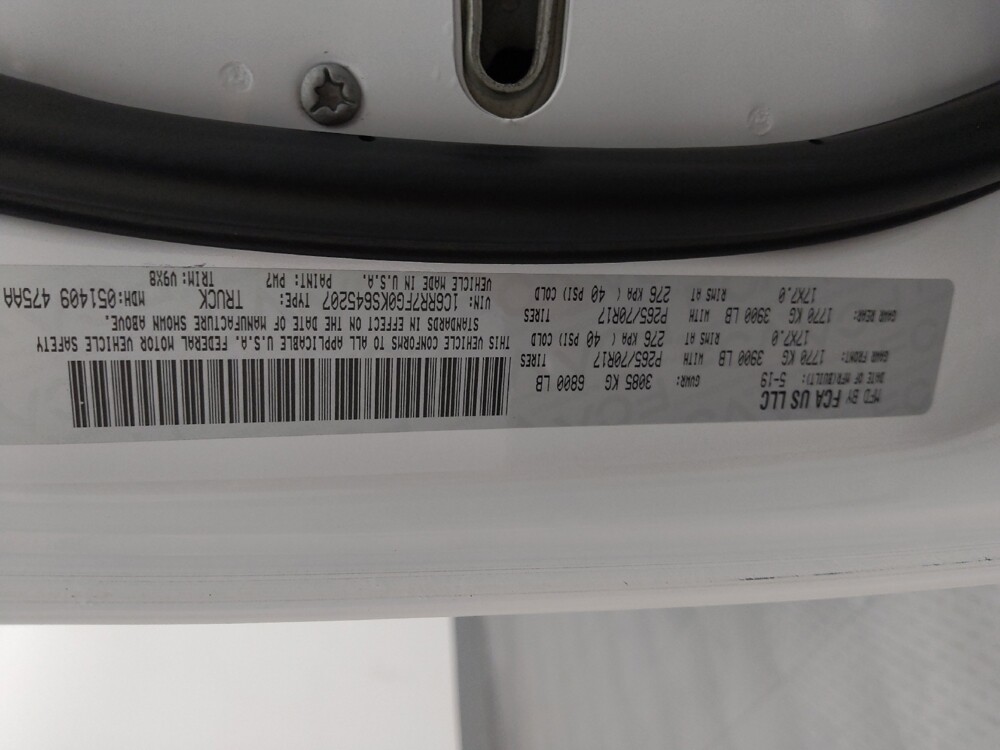 MFD BY FCA US LLC
DATE OF MFR(BUILT): 5-19 GVWR: 3085 KG 6800 LB
GAWR FRONT: TIRES
1770 KG 3900 LB WITH P265/70R17
RIMS AT
17X7.0 276 KPA ( 40 PSI) COLD
GAWR REAR: TIRES
1770 KG 3900 LB WITH P265/70R17
RIMS AT
17X7.0 276 KPA ( 40 PSI) COLD
THIS VEHICLE CONFORMS TO ALL APPLICABLE U.S.A. FEDERAL MOTOR VEHICLE SAFETY
STANDARDS IN EFFECT ON THE DATE OF MANUFACTURE SHOWN ABOVE.
VIN: 1C6RR7FG0KS645207 TYPE: TRUCK MDH:051409 475AA
VEHICLE MADE IN U.S.A. PAINT: PW7 TRIM: V9X8